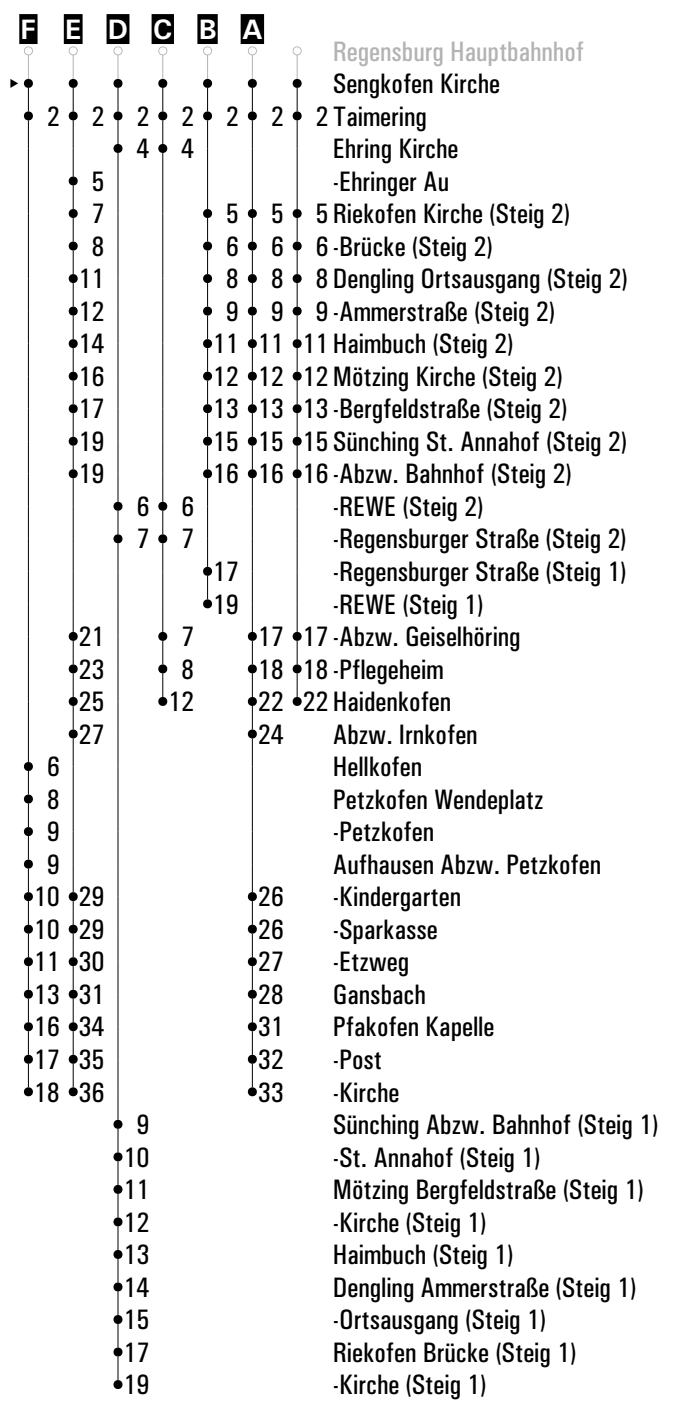 F E D C B A
Regensburg Hauptbahnhof
Sengkofen Kirche
2 2 2 2 2 2 2 Taimering
4 4 Ehring Kirche
5 -Ehringer Au
7 5 5 5 Riekofen Kirche (Steig 2)
8 6 6 6 -Brücke (Steig 2)
11 8 8 8 Dengling Ortsausgang (Steig 2)
12 9 9 9 -Ammerstraße (Steig 2)
14 11 11 11 Haimbuch (Steig 2)
16 12 12 12 Mötzing Kirche (Steig 2)
17 13 13 13 -Bergfeldstraße (Steig 2)
19 15 15 15 Sünching St. Annahof (Steig 2)
19 16 16 16 -Abzw. Bahnhof (Steig 2)
6 6 -REWE (Steig 2)
7 7 -Regensburger Straße (Steig 2)
17 -Regensburger Straße (Steig 1)
19 -REWE (Steig 1)
21 7 17 17 -Abzw. Geiselhöring
23 8 18 18 -Pflegeheim
25 12 22 22 Haidenkofen
27 24 Abzw. Irnkofen
6 Hellkofen
8 Petzkofen Wendeplatz
9 -Petzkofen
9 Aufhausen Abzw. Petzkofen
10 29 26 -Kindergarten
10 29 26 -Sparkasse
11 30 27 -Etzweg
13 31 28 Gansbach
16 34 31 Pfakofen Kapelle
17 35 32 -Post
18 36 33 -Kirche
9 Sünching Abzw. Bahnhof (Steig 1)
10 -St. Annahof (Steig 1)
11 Mötzing Bergfeldstraße (Steig 1)
12 -Kirche (Steig 1)
13 Haimbuch (Steig 1)
14 Dengling Ammerstraße (Steig 1)
15 -Ortsausgang (Steig 1)
17 Riekofen Brücke (Steig 1)
19 -Kirche (Steig 1)